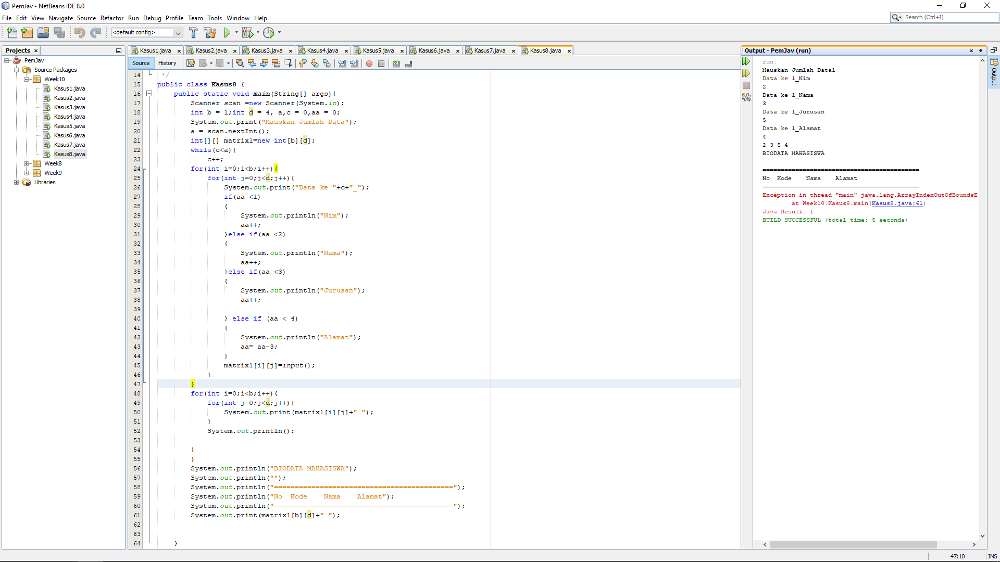 PemJav - NetBeans IDE 8.0
File Edit View Navigate Source Refactor Run Debug Profile Team Tools Window Help
Search (Ctrl+I)
<default config>
Projects
PemJav
Source Packages
Week10
Kasus1.java
Kasus2.java
Kasus3.java
Kasus4.java
Kasus5.java
Kasus6.java
Kasus7.java
Kasus8.java
Week8
Week9
Libraries
Kasus1.java Kasus2.java Kasus3.java Kasus4.java Kasus5.java Kasus6.java Kasus7.java Kasus8.java
Source History
14 */
15 public class Kasus8 {
16 public static void main(String[] args){
17 Scanner scan =new Scanner(System.in);
18 int b = 1;int d = 4, a,c = 0,aa = 0;
19 System.out.print("Mauskan Jumlah Data");
20 a = scan.nextInt();
21 int[][] matrix1=new int[b][d];
22 while(c<a){
23 c++;
24 for(int i=0;i<b;i++){
25 for(int j=0;j<d;j++){
26 System.out.print("Data ke "+c+"_");
27 if(aa <1)
28 {
29 System.out.println("Nim");
30 aa++;
31 }else if(aa <2)
32 {
33 System.out.println("Nama");
34 aa++;
35 }else if(aa <3)
36 {
37 System.out.println("Jurusan");
38 aa++;
39
40 } else if (aa < 4)
41 {
42 System.out.println("Alamat");
43 aa= aa-3;
44 }
45 matrix1[i][j]=input();
46 }
47 }
48 for(int i=0;i<b;i++){
49 for(int j=0;j<d;j++){
50 System.out.print(matrix1[i][j]+" ");
51 }
52 System.out.println();
53
54 }
55 }
56 System.out.println("BIODATA MAHASISWA");
57 System.out.println("");
58 System.out.println("===========================================");
59 System.out.println("No  Kode    Nama    Alamat");
60 System.out.println("===========================================");
61 System.out.print(matrix1[b][d]+" ");
62
63
64 }
Output - PemJav (run)
run:
Mauskan Jumlah Data1
Data ke 1_Nim
2
Data ke 1_Nama
3
Data ke 1_Jurusan
5
Data ke 1_Alamat
4
2 3 5 4
BIODATA MAHASISWA
===========================================
No  Kode    Nama    Alamat
===========================================
Exception in thread "main" java.lang.ArrayIndexOutOfBoundsE
at Week10.Kasus8.main(Kasus8.java:61)
Java Result: 1
BUILD SUCCESSFUL (total time: 5 seconds)
Output
47:10 INS